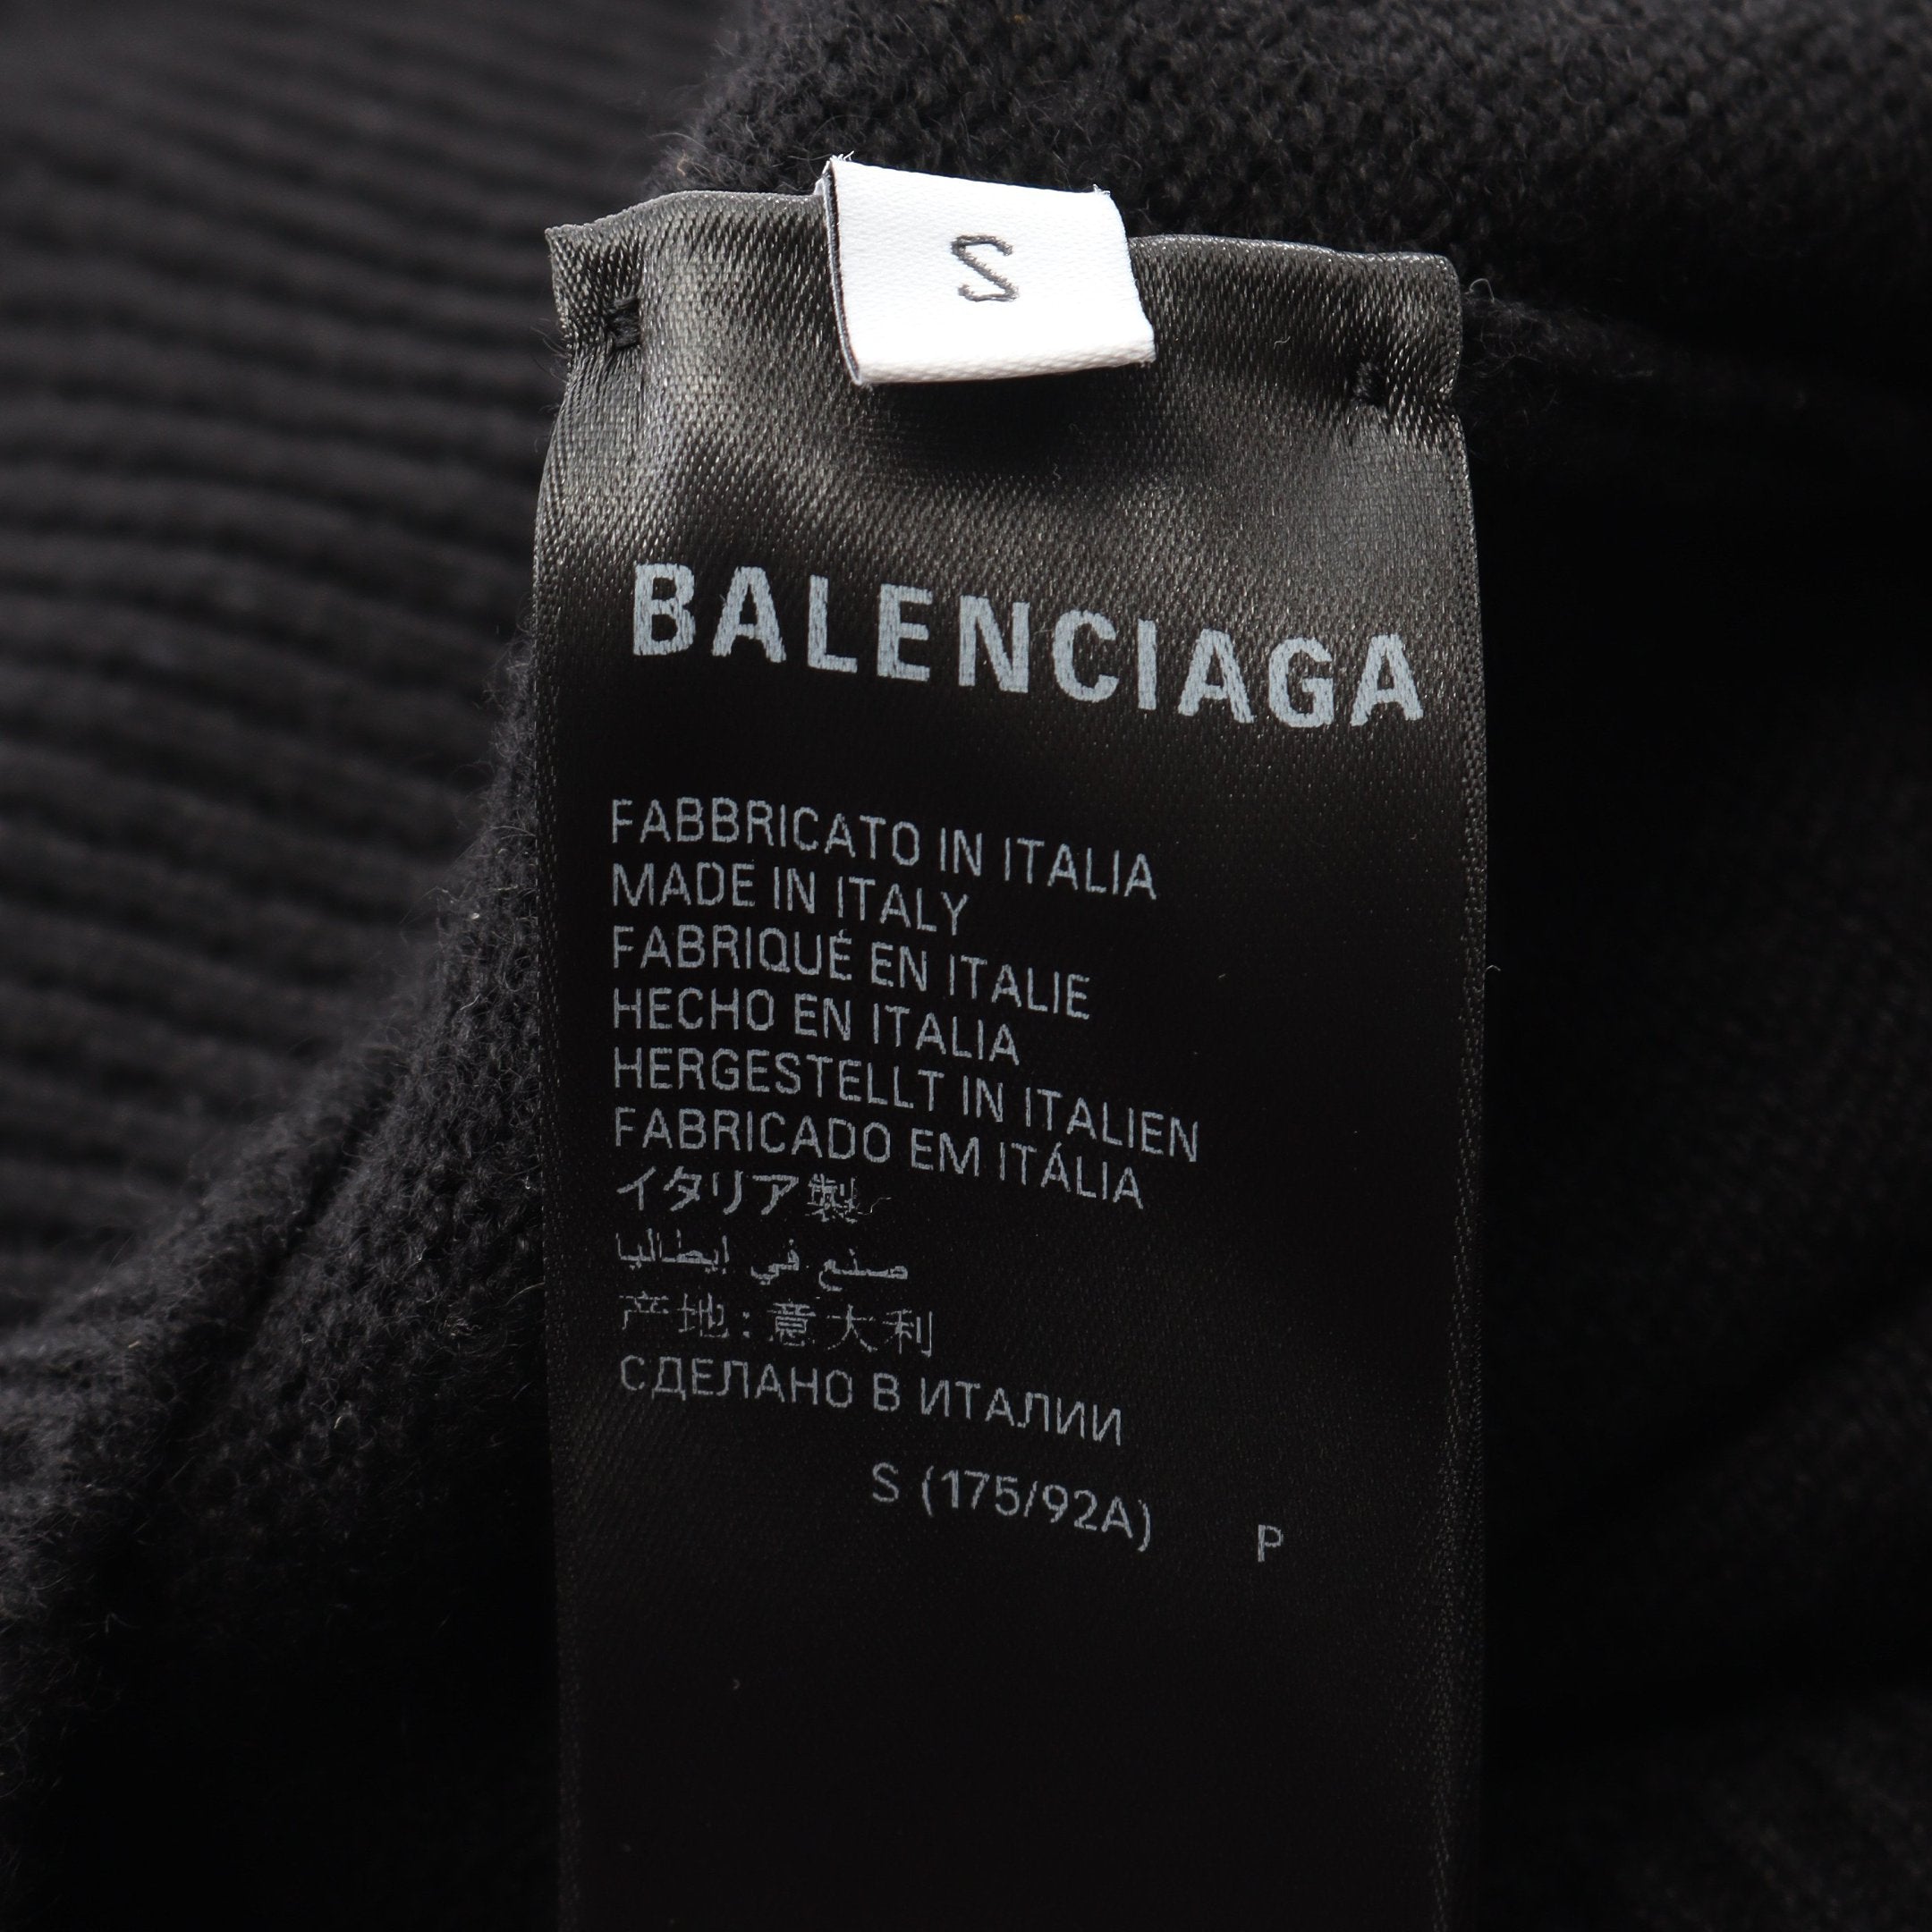 S
BALENCIAGA
FABBRICATO IN ITALIA
MADE IN ITALY
FABRIQUÉ EN ITALIE
HECHO EN ITALIA
HERGESTELLT IN ITALIEN
FABRICADO EM ITÁLIA
イタリア製
صنع في إيطاليا
产地:意大利
СДЕЛАНО В ИТАЛИИ
S (175/92A) P